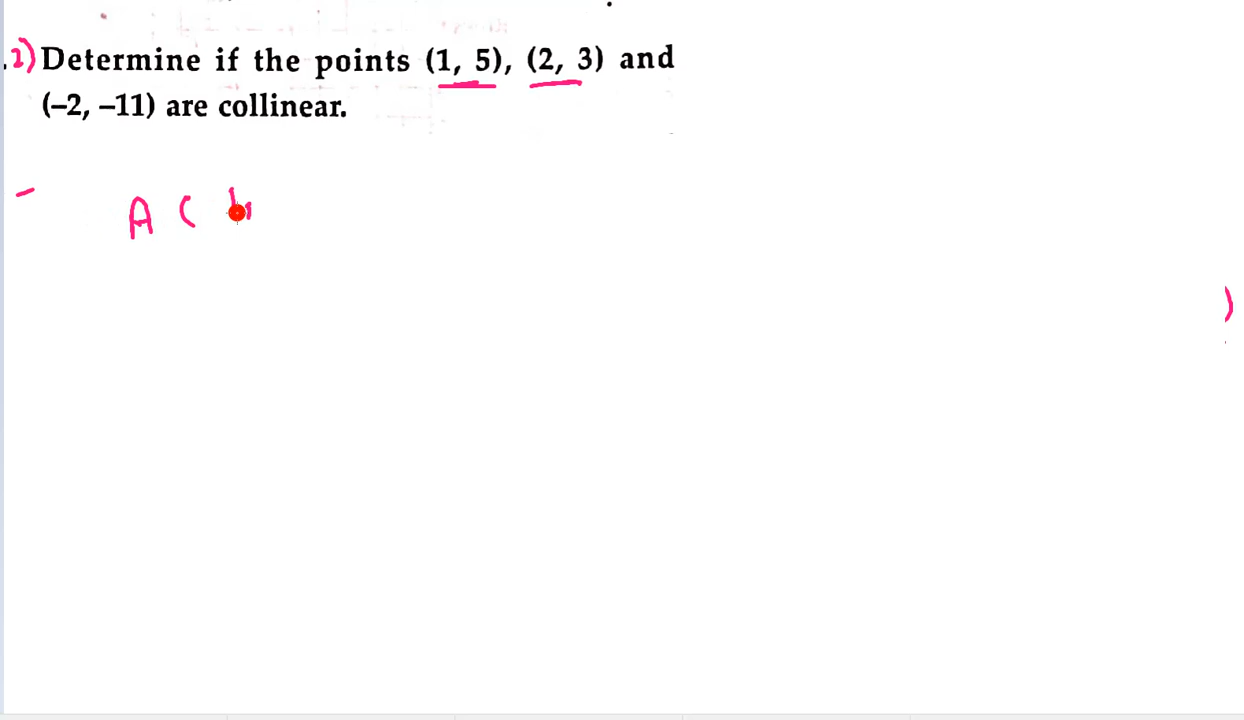 2) Determine if the points (1, 5), (2, 3) and
(–2, –11) are collinear.
A (
)